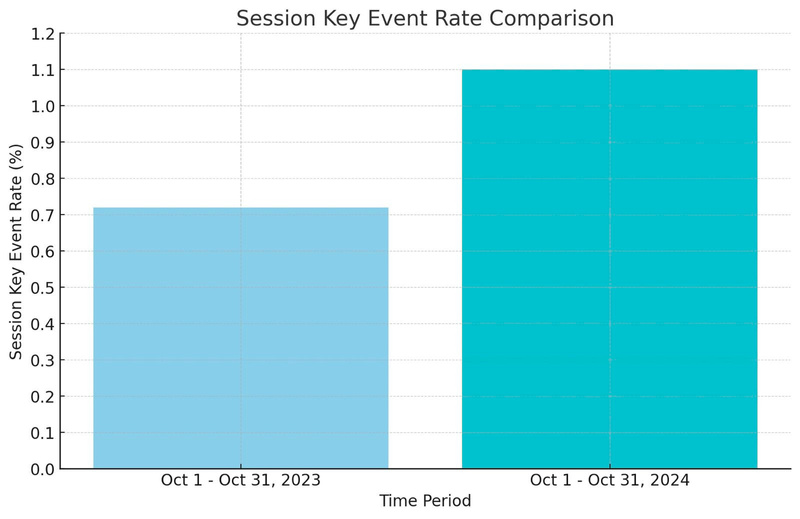 Session Key Event Rate Comparison
Session Key Event Rate (%)
1.2
1.1
1.0
0.9
0.8
0.7
0.6
0.5
0.4
0.3
0.2
0.1
0.0
Oct 1 - Oct 31, 2023
Oct 1 - Oct 31, 2024
Time Period